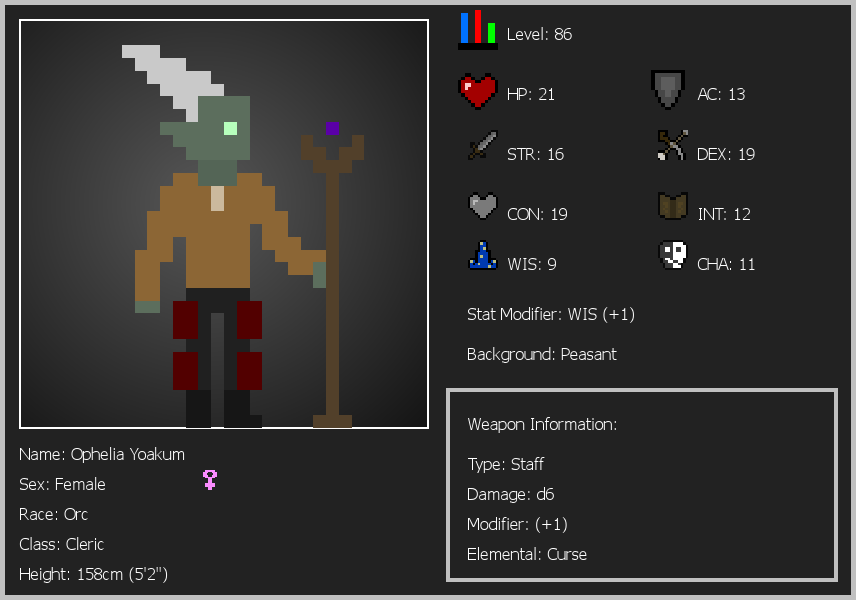 Level: 86
HP: 21
AC: 13
STR: 16
DEX: 19
CON: 19
INT: 12
WIS: 9
CHA: 11
Stat Modifier: WIS (+1)
Background: Peasant
Name: Ophelia Yoakum
Sex: Female
Race: Orc
Class: Cleric
Height: 158cm (5'2")
Weapon Information:
Type: Staff
Damage: d6
Modifier: (+1)
Elemental: Curse